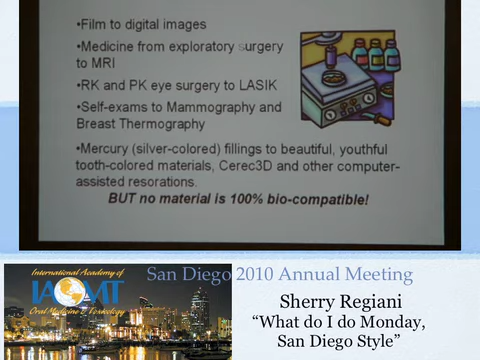 •Film to digital images
•Medicine from exploratory surgery
to MRI
•RK and PK eye surgery to LASIK
•Self-exams to Mammography and
Breast Thermography
•Mercury (silver-colored) fillings to beautiful, youthful
tooth-colored materials, Cerec3D and other computer-
assisted resorations.
BUT no material is 100% bio-compatible!
International Academy of
IAOMT
Oral Medicine & Toxicology
San Diego 2010 Annual Meeting
Sherry Regiani
“What do I do Monday,
San Diego Style”